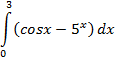 ∫₀³ (cosx − 5ˣ) dx